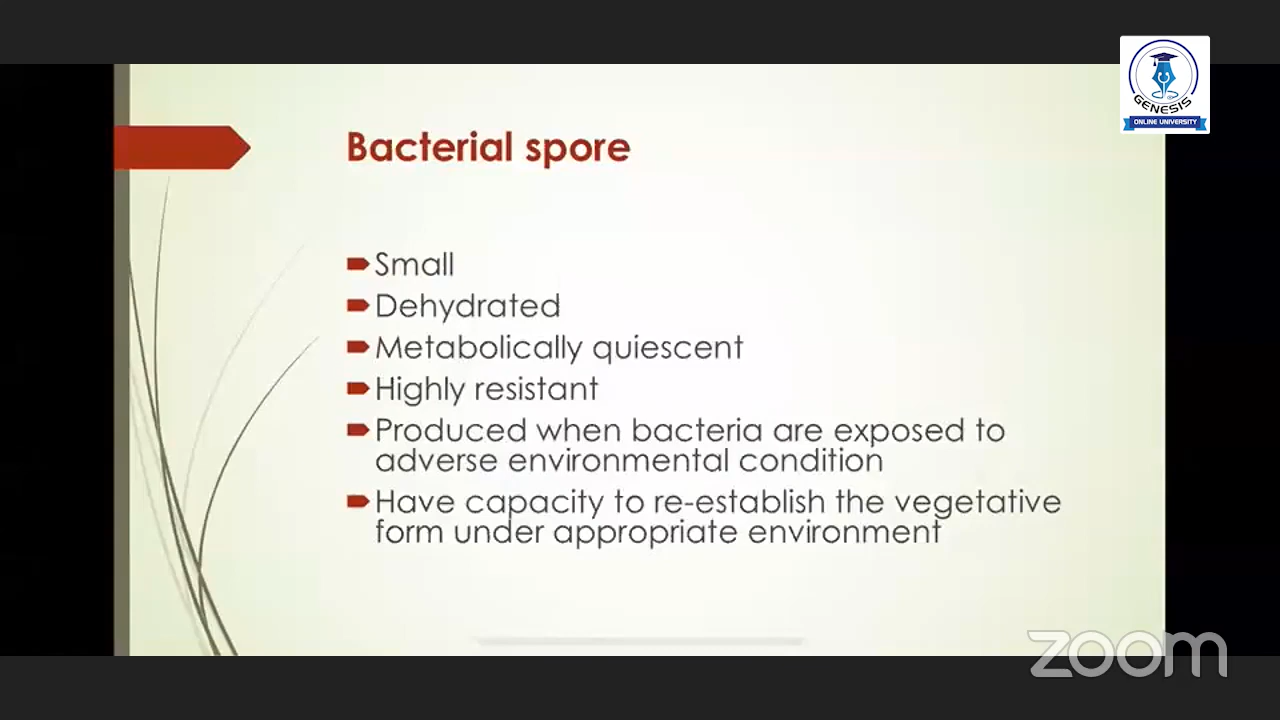 GENESIS
ONLINE UNIVERSITY
Bacterial spore
Small
Dehydrated
Metabolically quiescent
Highly resistant
Produced when bacteria are exposed to
adverse environmental condition
Have capacity to re-establish the vegetative
form under appropriate environment
zoom